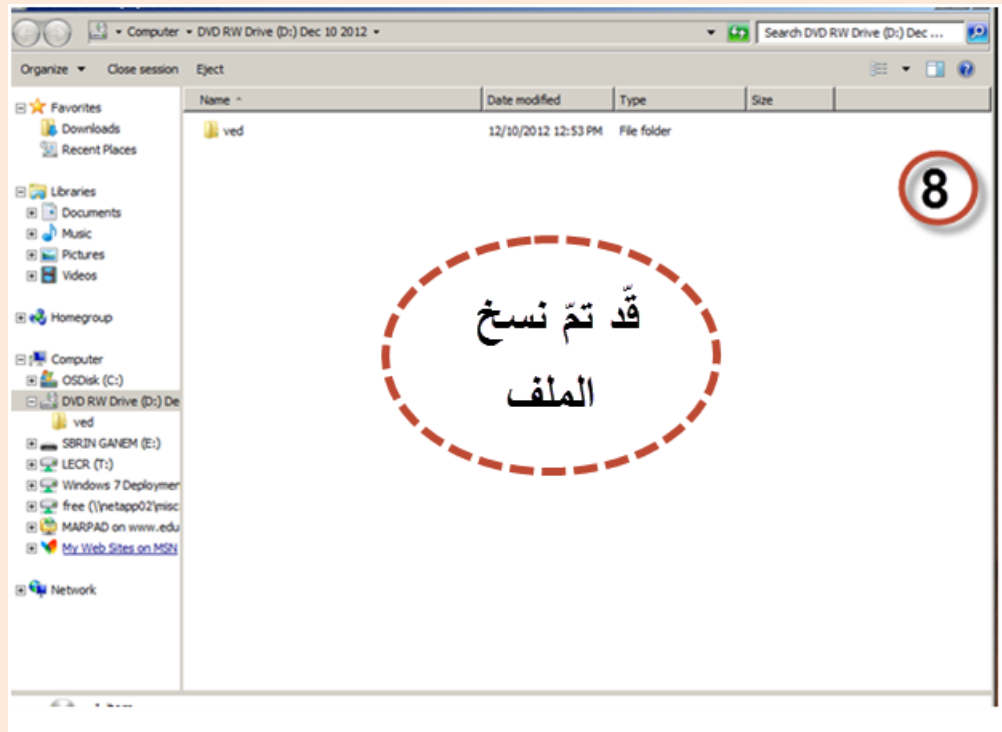 Computer
DVD RW Drive (D:) Dec 10 2012
Search DVD RW Drive (D:) Dec ...
Organize Close session Eject
Name Date modified Type Size
ved 12/10/2012 12:53 PM File folder
Favorites
Downloads
Recent Places
Libraries
Documents
Music
Pictures
Videos
Homegroup
Computer
OSDisk (C:)
DVD RW Drive (D:) De
ved
SBRIN GANEM (E:)
LECR (T:)
Windows 7 Deploymer
free (\\netapp02\misc
MARPAD on www.edu
My Web Sites on MSN
Network
8
قّد تمّ نسخ
الملف